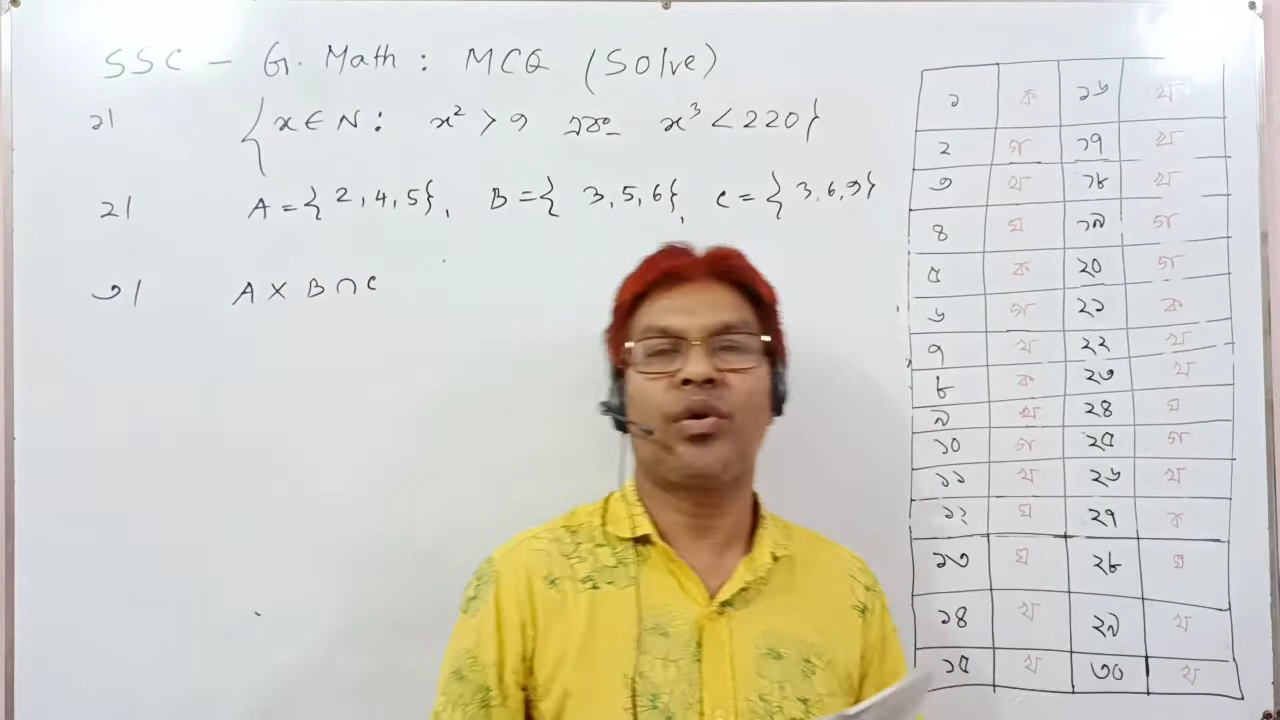 SSC - G. Math : MCQ (Solve)
১। {x ∈ N : x² > 9 এবং x³ < 220}
২। A = { 2, 4, 5}, B = { 3, 5, 6}, C = { 3, 6, 9}
৩। A × B ∩ C
১ ক ১৬ খ
২ গ ১৭ খ
৩ খ ১৮ খ
৪ ঘ ১৯ গ
৫ ক ২০ গ
৬ গ ২১ ক
৭ খ ২২ খ
৮ ক ২৩ খ
৯ খ ২৪ ঘ
১০ গ ২৫ গ
১১ খ ২৬ খ
১২ ঘ ২৭ ক
১৩ ঘ ২৮ ঘ
১৪ খ ২৯ খ
১৫ খ ৩০ খ